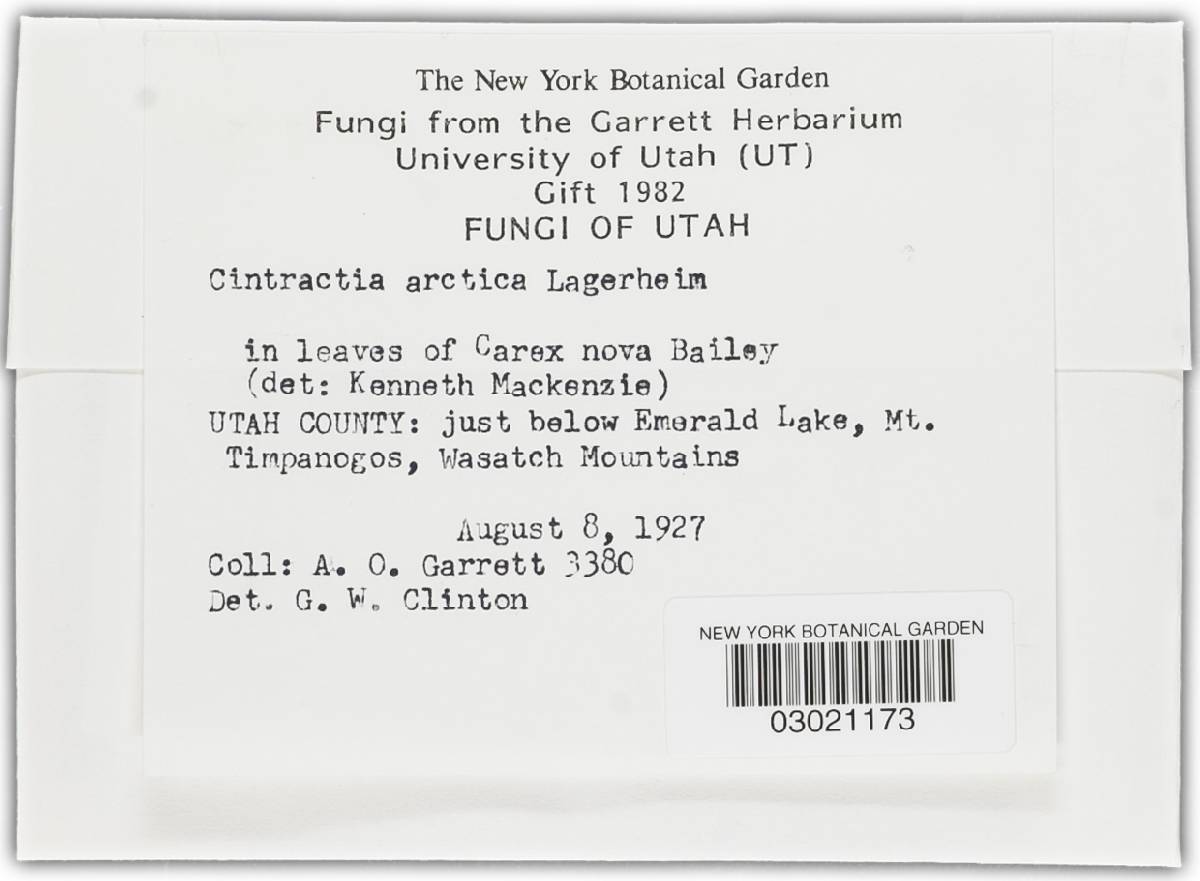 The New York Botanical Garden
Fungi from the Garrett Herbarium
University of Utah (UT)
Gift 1982
FUNGI OF UTAH
Cintractia arctica Lagerheim
in leaves of Carex nova Bailey
(det: Kenneth Mackenzie)
UTAH COUNTY: just below Emerald Lake, Mt.
Timpanogos, Wasatch Mountains
August 8, 1927
Coll: A. O. Garrett 3380
Det. G. W. Clinton
NEW YORK BOTANICAL GARDEN
03021173